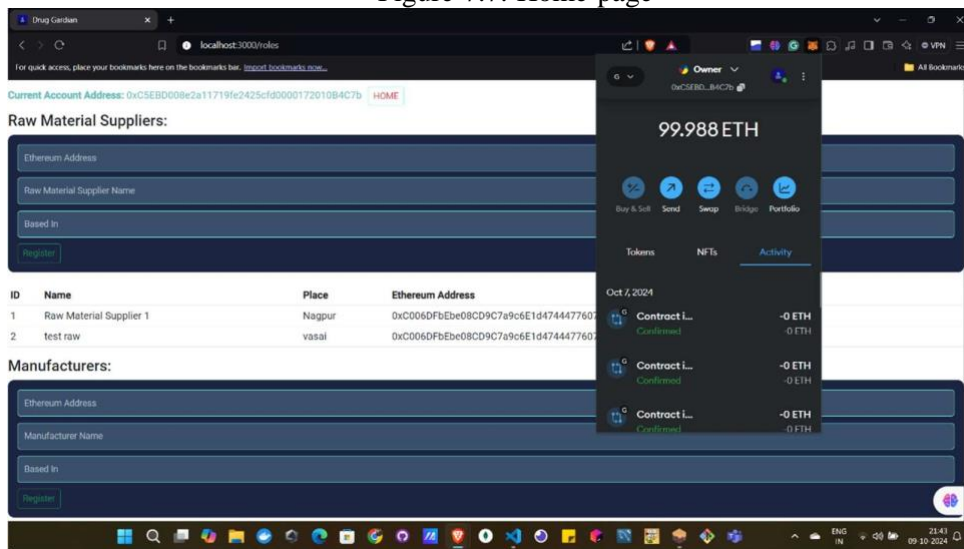 Figure 7.7: Home page
Drug Gardian
localhost:3000/roles
VPN
For quick access, place your bookmarks here on the bookmarks bar. Import bookmarks now...
All Bookmarks
Current Account Address: 0xC5EBD008e2a11719fe2425cfd0000172010B4C7b HOME
Raw Material Suppliers:
Ethereum Address
Raw Material Supplier Name
Based In
Register
ID Name Place Ethereum Address
1 Raw Material Supplier 1 Nagpur 0xC006DFbEbe08CD9C7a9c6E1d4744477607
2 test raw vasai 0xC006DFbEbe08CD9C7a9c6E1d4744477607
Manufacturers:
Ethereum Address
Manufacturer Name
Based In
Register
G Owner
0xC5EBD...B4C7b
99.988 ETH
Buy & Sell Send Swap Bridge Portfolio
Tokens NFTs Activity
Oct 7, 2024
G Contract i... -0 ETH
Confirmed -0 ETH
G Contract i... -0 ETH
Confirmed -0 ETH
G Contract i... -0 ETH
Confirmed -0 ETH
ENG 21:43
IN 09-10-2024